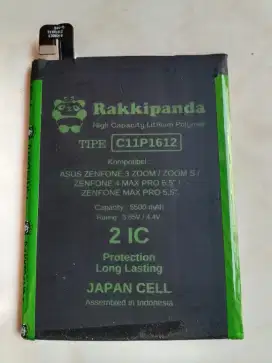 Rakkipanda
High Capacity Lithium Polymer
TIPE C11P1612
Kompatibel :
ASUS ZENFONE 3 ZOOM / ZOOM S /
ZENFONE 4 MAX PRO 5.5" /
ZENFONE MAX PRO 5.5"
Capacity : 5500 mWh
Rating : 3.85V / 4.4V
2 IC
Protection
Long Lasting
JAPAN CELL
Assembled in Indonesia